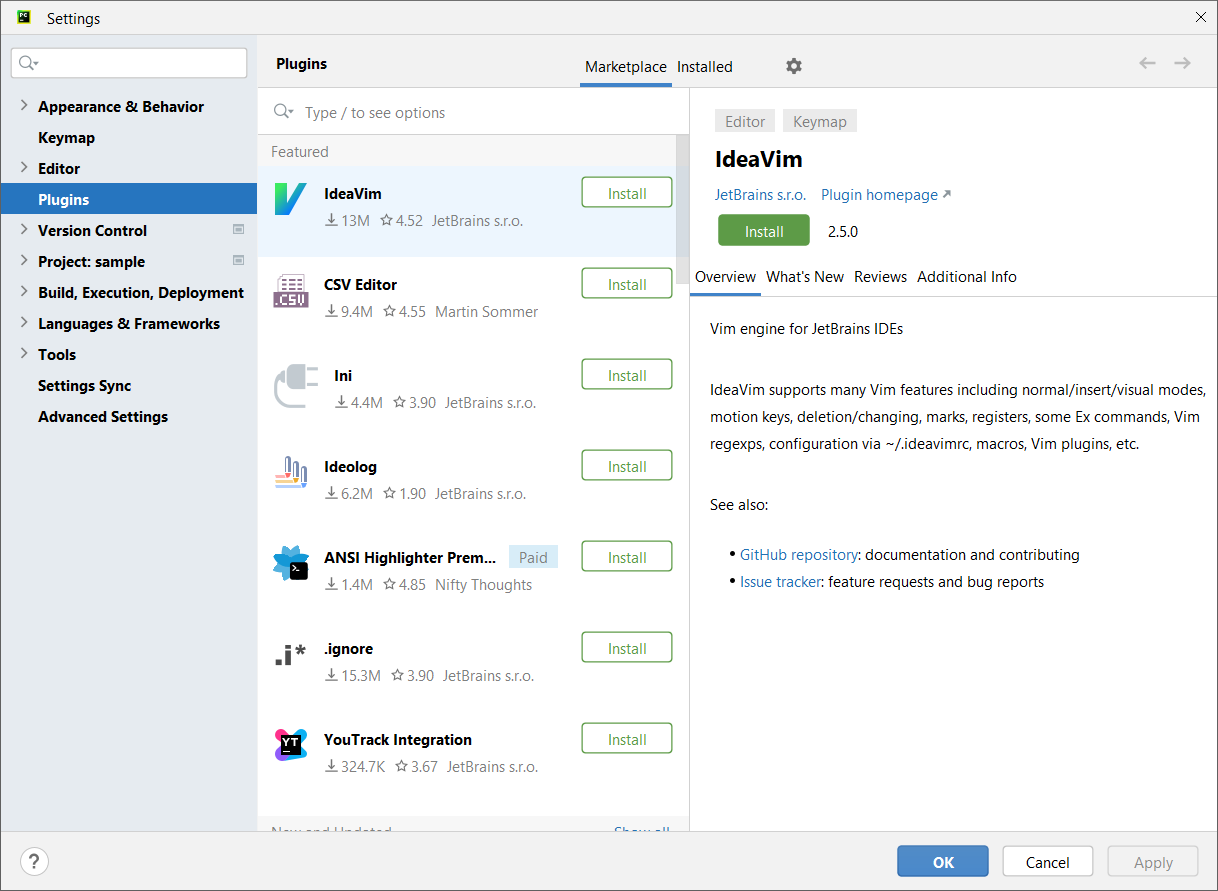 Settings
Plugins
Marketplace Installed
Appearance & Behavior
Keymap
Editor
Plugins
Version Control
Project: sample
Build, Execution, Deployment
Languages & Frameworks
Tools
Settings Sync
Advanced Settings
Type / to see options
Featured
IdeaVim
Install
13M 4.52 JetBrains s.r.o.
.CSV
CSV Editor
Install
9.4M 4.55 Martin Sommer
Ini
Install
4.4M 3.90 JetBrains s.r.o.
Ideolog
Install
6.2M 1.90 JetBrains s.r.o.
ANSI Highlighter Prem... Paid
Install
1.4M 4.85 Nifty Thoughts
.i*
.ignore
Install
15.3M 3.90 JetBrains s.r.o.
YT
YouTrack Integration
Install
324.7K 3.67 JetBrains s.r.o.
New and Updated Show all
Editor Keymap
IdeaVim
JetBrains s.r.o. Plugin homepage
Install 2.5.0
Overview What's New Reviews Additional Info
Vim engine for JetBrains IDEs
IdeaVim supports many Vim features including normal/insert/visual modes,
motion keys, deletion/changing, marks, registers, some Ex commands, Vim
regexps, configuration via ~/.ideavimrc, macros, Vim plugins, etc.
See also:
• GitHub repository: documentation and contributing
• Issue tracker: feature requests and bug reports
?
OK Cancel Apply